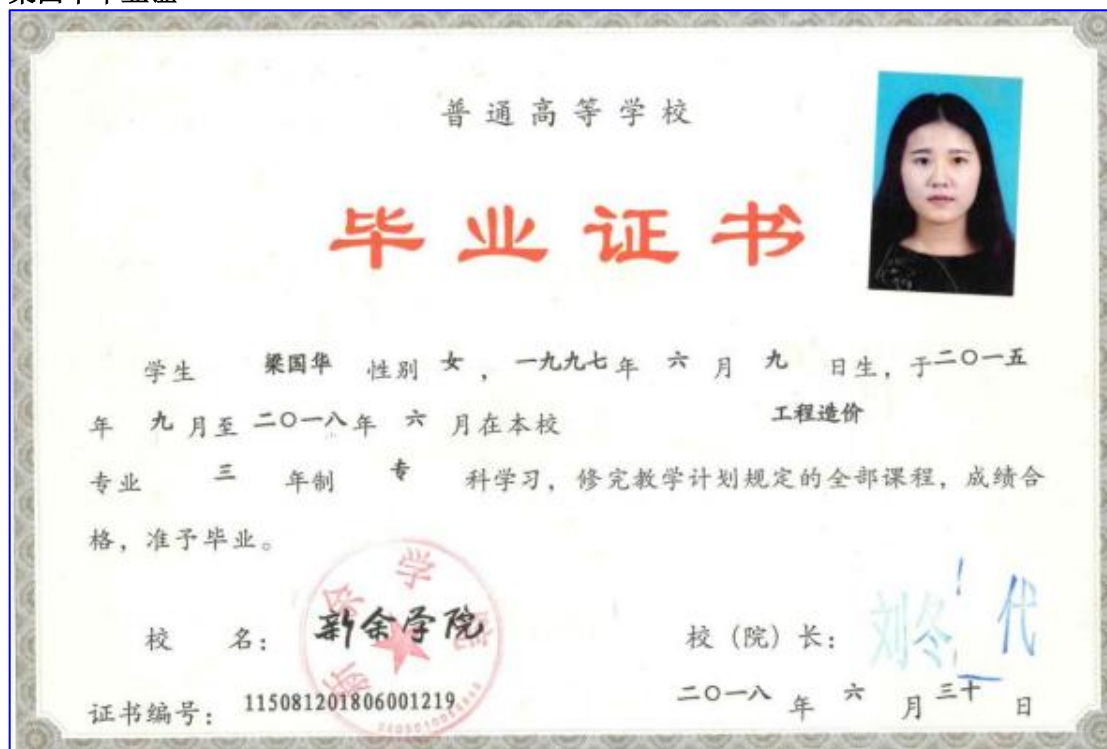 普通高等学校
毕业证书
学生 梁国华 性别 女 , 一九九七 年 六 月 九 日生, 于二〇一五
年 九 月至 二〇一八 年 六 月在本校 工程造价
专业 三 年制 专 科学习, 修完教学计划规定的全部课程, 成绩合
格, 准予毕业。
校 名: 新余学院
校 (院) 长:
证书编号: 115081201806001219
二〇一八 年 六 月 三十 日
新余学院